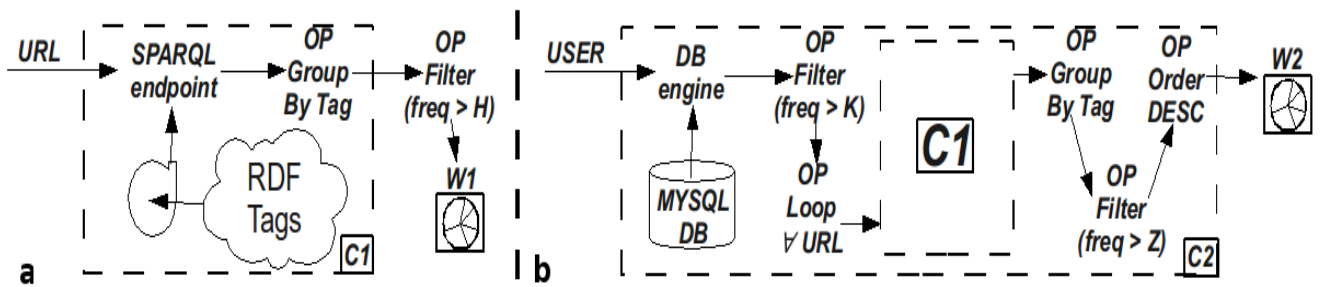 URL
SPARQL
endpoint
OP
Group
By Tag
OP
Filter
(freq > H)
RDF
Tags
W1
C1
a
USER
DB
engine
MYSQL
DB
OP
Filter
(freq > K)
OP
Loop
∀ URL
C1
OP
Group
By Tag
OP
Filter
(freq > Z)
OP
Order
DESC
W2
C2
b